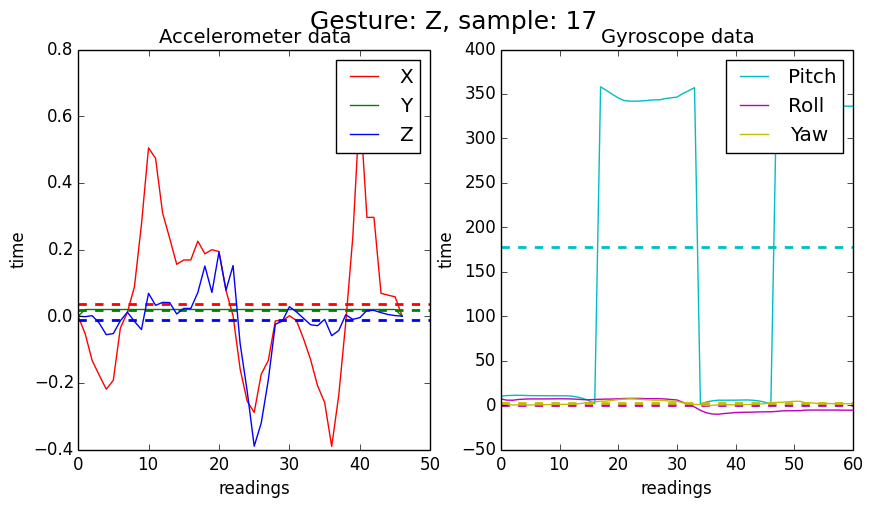 Gesture: Z, sample: 17
Accelerometer data
0.8
0.6
0.4
0.2
0.0
−0.2
−0.4
time
0 10 20 30 40 50
readings
X
Y
Z
Gyroscope data
400
350
300
250
200
150
100
50
0
−50
time
0 10 20 30 40 50 60
readings
Pitch
Roll
Yaw